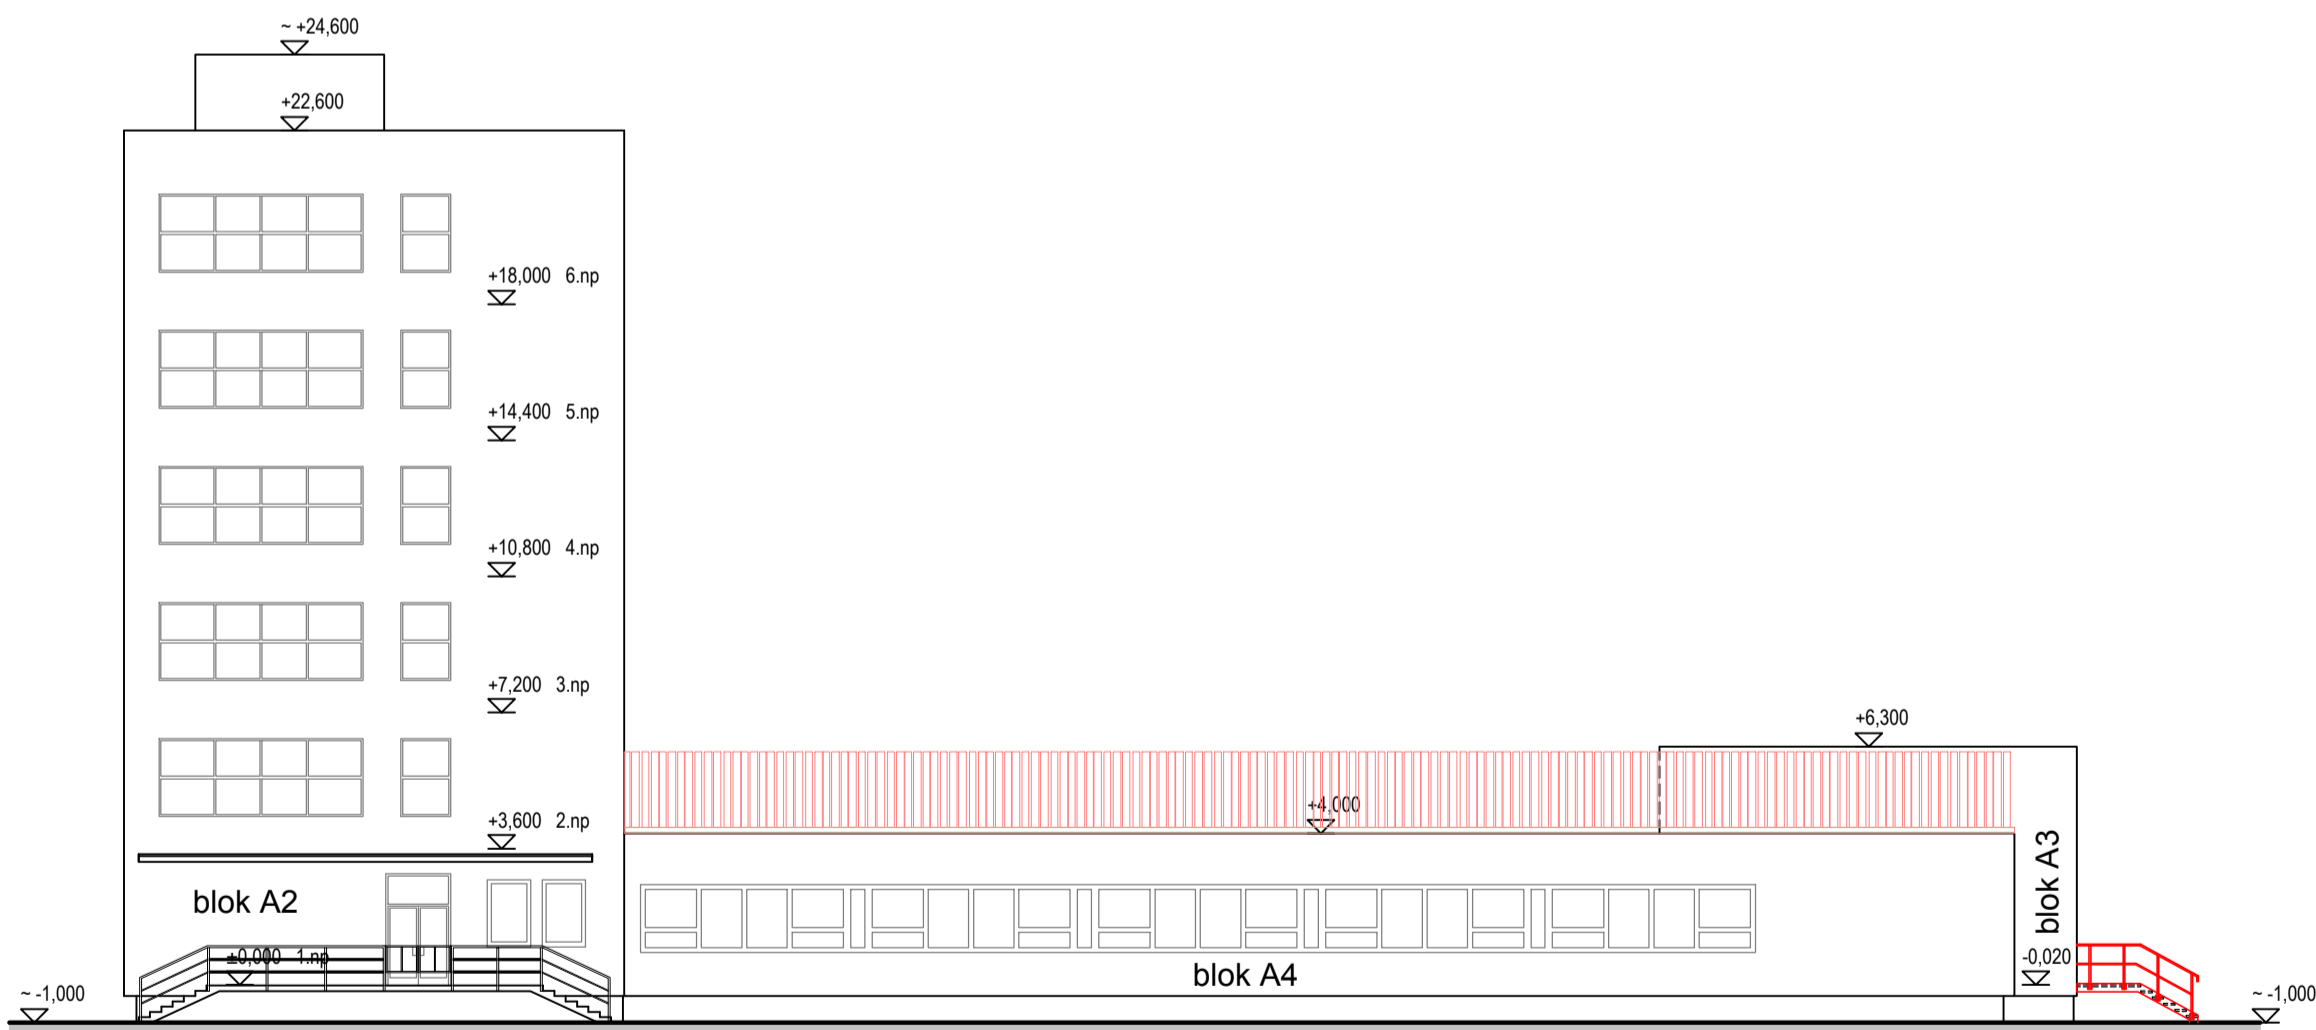 ~ +24,600
+22,600
+18,000 6.np
+14,400 5.np
+10,800 4.np
+7,200 3.np
+3,600 2.np
+6,300
+4,000
blok A2
blok A3
±0,000 1.np
blok A4
-0,020
~ -1,000
~ -1,000